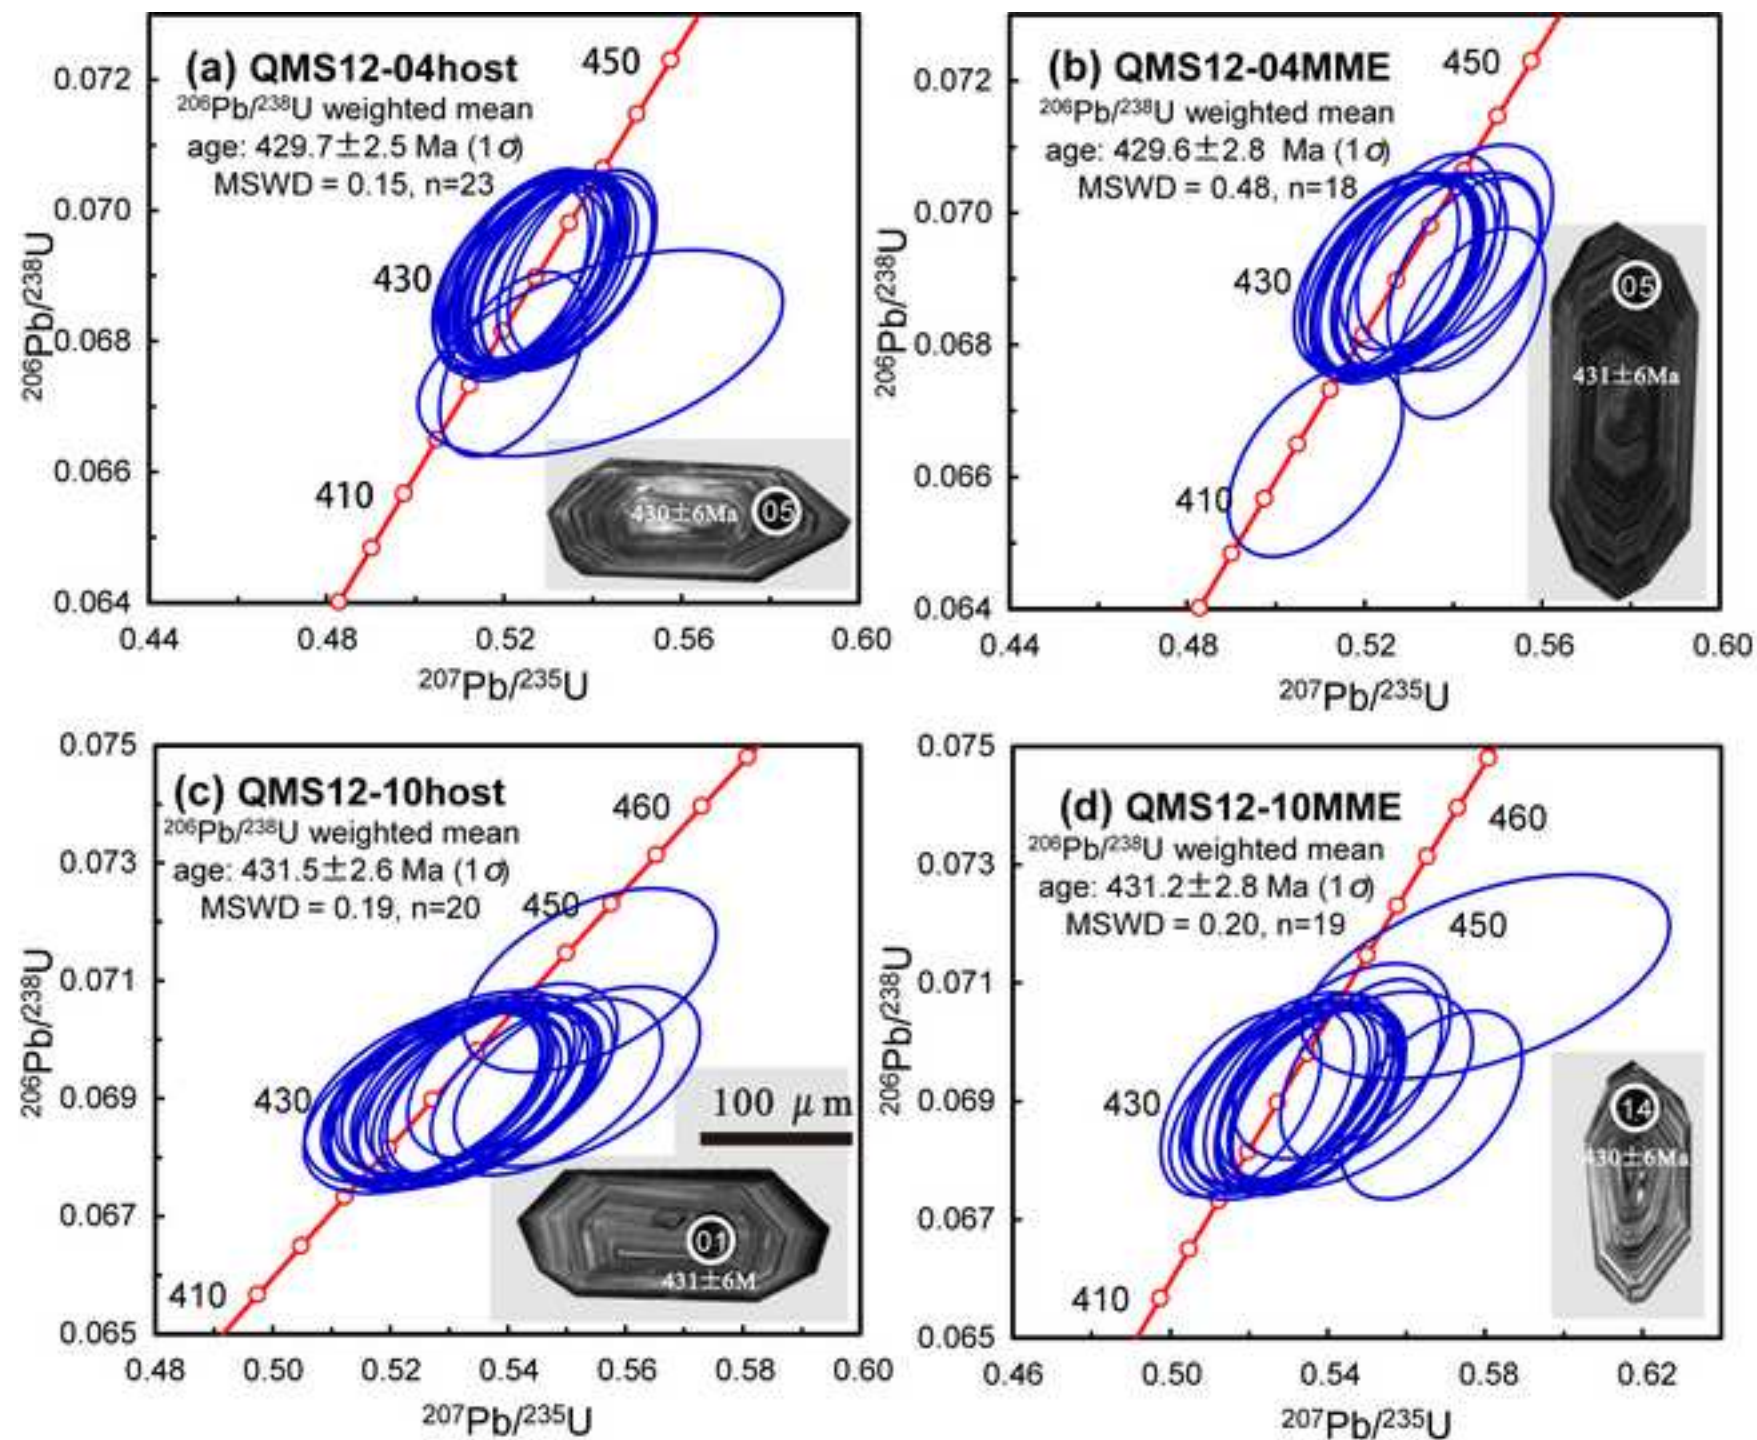 (a) QMS12-04host
²⁰⁶Pb/²³⁸U weighted mean
age: 429.7±2.5 Ma (1σ)
MSWD = 0.15, n=23
450
430
410
430±6Ma
05
0.072
0.070
0.068
0.066
0.064
²⁰⁶Pb/²³⁸U
0.44
0.48
0.52
0.56
0.60
²⁰⁷Pb/²³⁵U
(b) QMS12-04MME
²⁰⁶Pb/²³⁸U weighted mean
age: 429.6±2.8 Ma (1σ)
MSWD = 0.48, n=18
450
430
410
05
431±6Ma
0.072
0.070
0.068
0.066
0.064
²⁰⁶Pb/²³⁸U
0.44
0.48
0.52
0.56
0.60
²⁰⁷Pb/²³⁵U
(c) QMS12-10host
²⁰⁶Pb/²³⁸U weighted mean
age: 431.5±2.6 Ma (1σ)
MSWD = 0.19, n=20
460
450
430
410
100 μm
01
431±6M
0.075
0.073
0.071
0.069
0.067
0.065
²⁰⁶Pb/²³⁸U
0.48
0.50
0.52
0.54
0.56
0.58
0.60
²⁰⁷Pb/²³⁵U
(d) QMS12-10MME
²⁰⁶Pb/²³⁸U weighted mean
age: 431.2±2.8 Ma (1σ)
MSWD = 0.20, n=19
460
450
430
410
14
430±6Ma
0.075
0.073
0.071
0.069
0.067
0.065
²⁰⁶Pb/²³⁸U
0.46
0.50
0.54
0.58
0.62
²⁰⁷Pb/²³⁵U